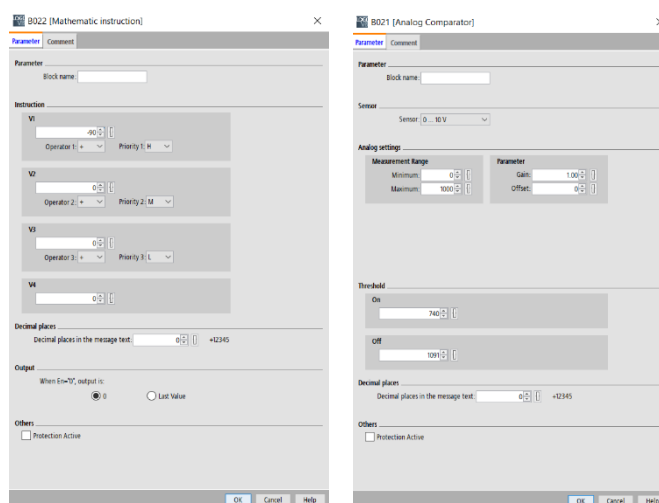 B022 [Mathematic instruction]
Parameter Comment
Parameter
Block name:
Instruction
V1
-90
Operator 1: + Priority 1: H
V2
0
Operator 2: + Priority 2: M
V3
0
Operator 3: + Priority 3: L
V4
0
Decimal places
Decimal places in the message text: 0 +12345
Output
When En="0", output is:
0 Last Value
Others
Protection Active
OK Cancel Help
B021 [Analog Comparator]
Parameter Comment
Parameter
Block name:
Sensor
Sensor: 0 ... 10 V
Analog settings
Measurement Range Parameter
Minimum: 0 Gain: 1.00
Maximum: 1000 Offset: 0
Threshold
On
740
Off
1091
Decimal places
Decimal places in the message text: 0 +12345
Others
Protection Active
OK Cancel Help